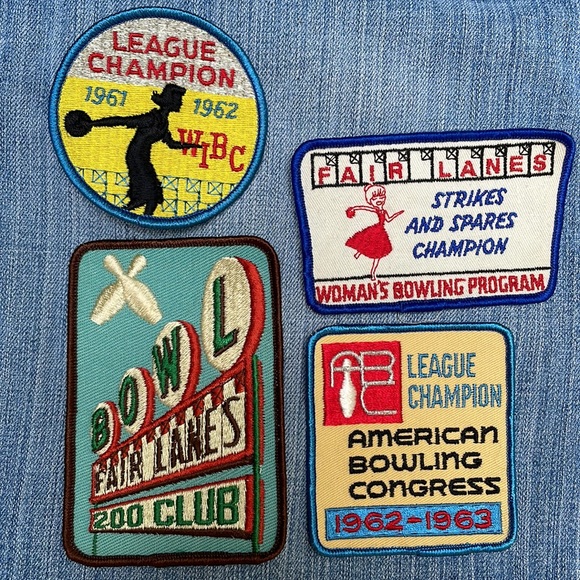 LEAGUE
CHAMPION
1961 1962
WIBC
FAIR LANES
STRIKES
AND SPARES
CHAMPION
WOMAN'S BOWLING PROGRAM
BOWL
FAIR LANES
200 CLUB
ABC
LEAGUE
CHAMPION
AMERICAN
BOWLING
CONGRESS
1962-1963